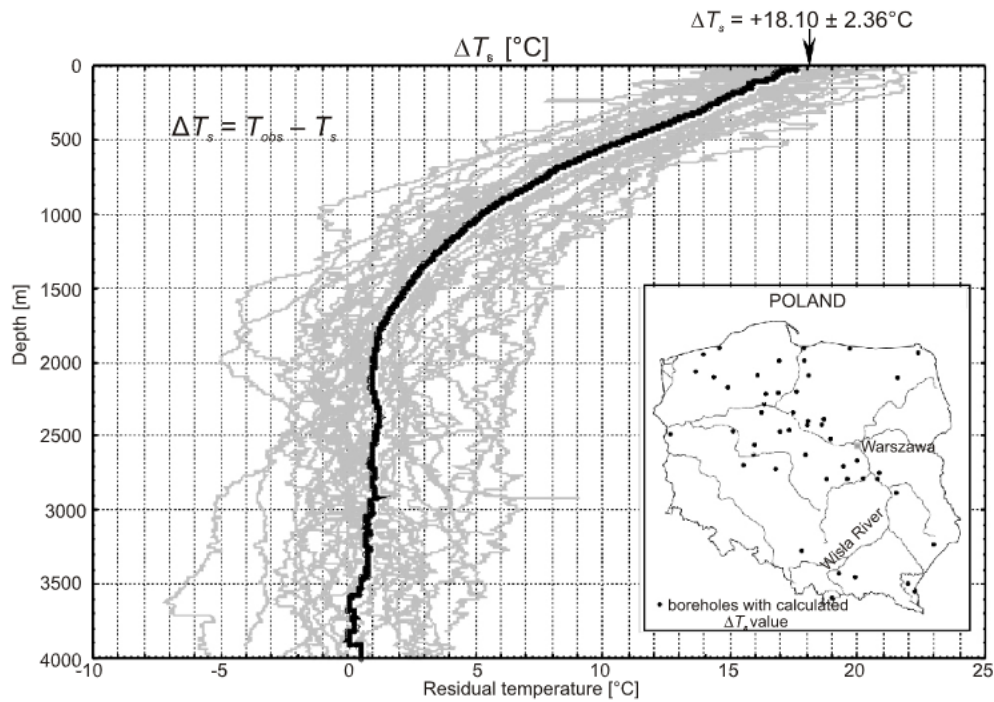 ΔTₛ = +18.10 ± 2.36°C
ΔTₛ [°C]
0
500
1000
1500
2000
2500
3000
3500
4000
Depth [m]
ΔTₛ = Tₒbₛ – Tₛ
-10
-5
0
5
10
15
20
25
Residual temperature [°C]
POLAND
Warszawa
Wisla River
• boreholes with calculated
ΔTₛ value